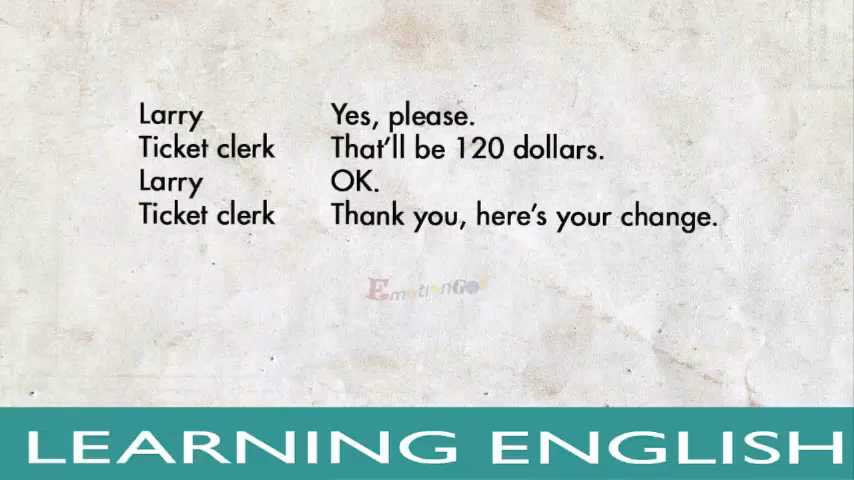 Larry Yes, please.
Ticket clerk That'll be 120 dollars.
Larry OK.
Ticket clerk Thank you, here's your change.
EmotionGo!
LEARNING ENGLISH